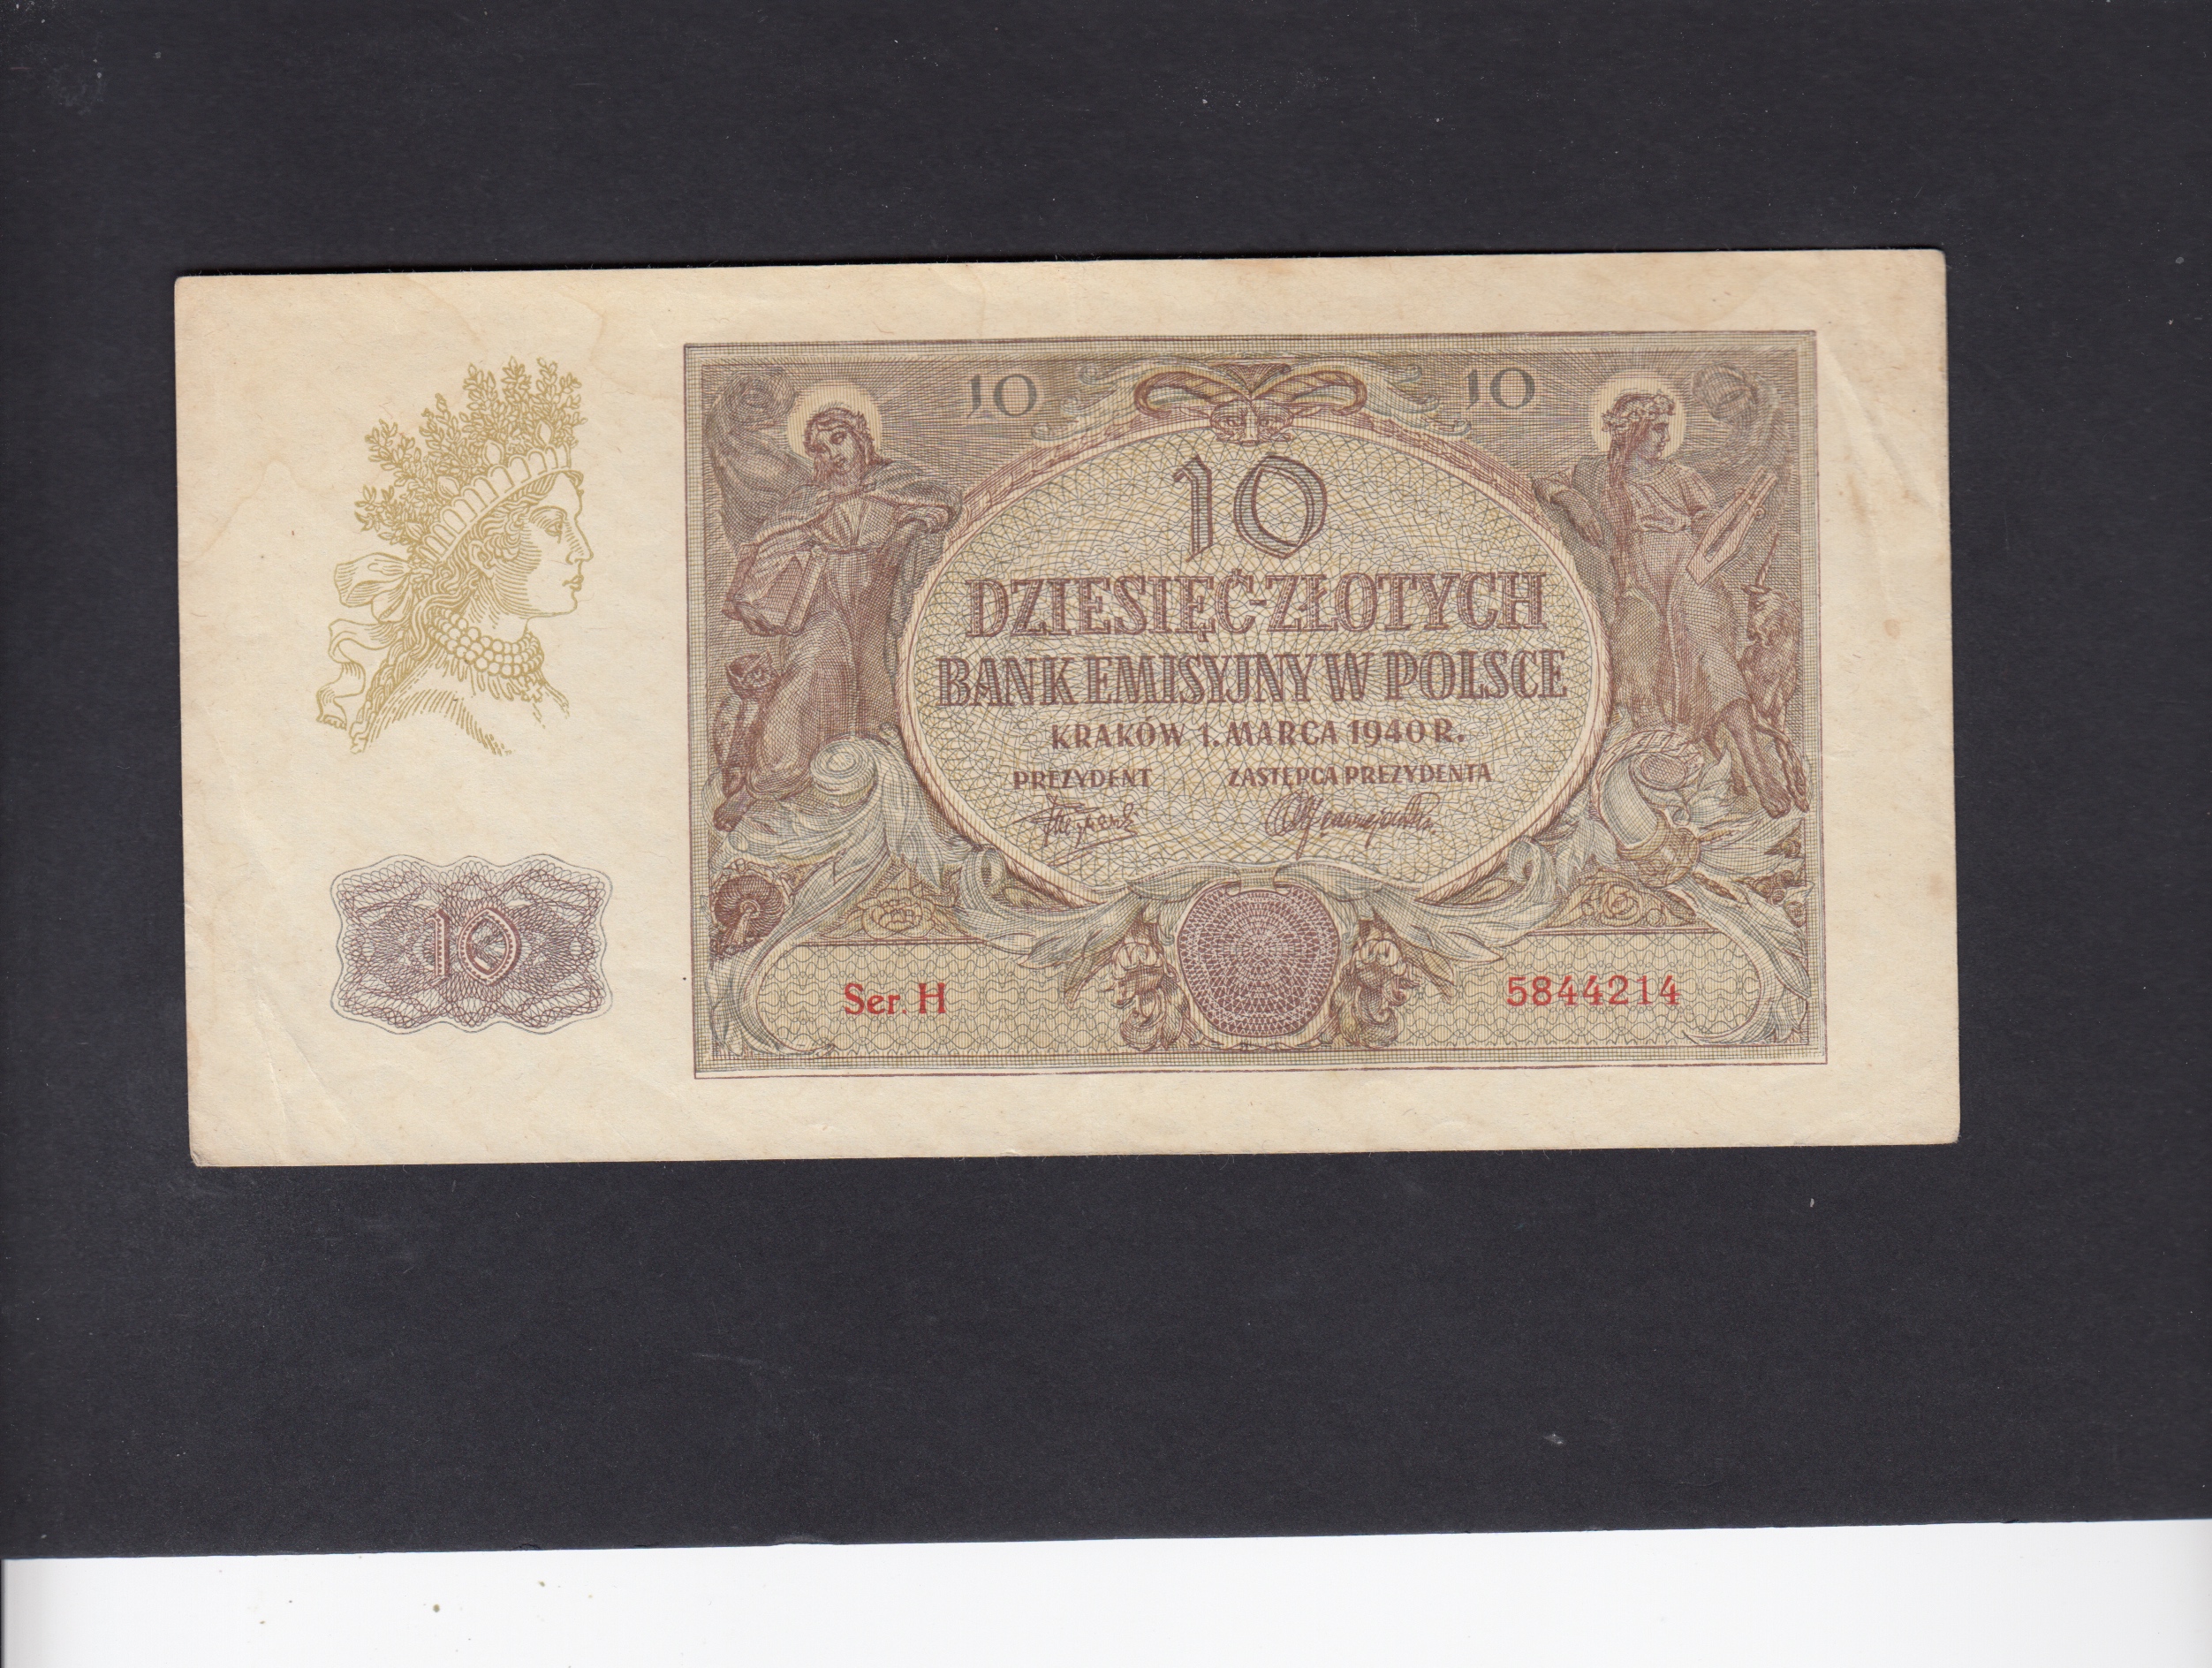 10 10
10
DZIESIĘĆ-ZŁOTYCH
BANK EMISYJNY W POLSCE
KRAKÓW 1. MARCA 1940 R.
PREZYDENT ZASTĘPCA PREZYDENTA
10
Ser. H 5844214